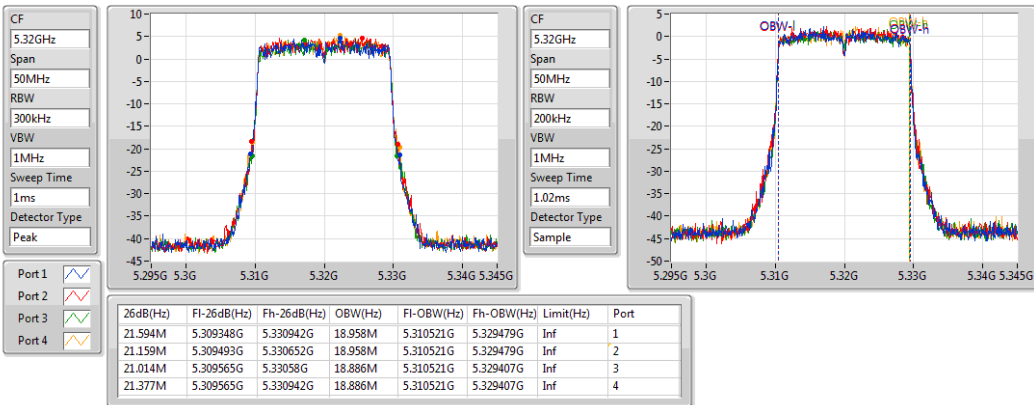 CF
5.32GHz
Span
50MHz
RBW
300kHz
VBW
1MHz
Sweep Time
1ms
Detector Type
Peak
10
5
0
-5
-10
-15
-20
-25
-30
-35
-40
-45
5.295G 5.3G 5.31G 5.32G 5.33G 5.34G 5.345G
CF
5.32GHz
Span
50MHz
RBW
200kHz
VBW
1MHz
Sweep Time
1.02ms
Detector Type
Sample
5
0
-5
-10
-15
-20
-25
-30
-35
-40
-45
-50
OBW-l OBW-h
5.295G 5.3G 5.31G 5.32G 5.33G 5.34G 5.345G
Port 1
Port 2
Port 3
Port 4
26dB(Hz) Fl-26dB(Hz) Fh-26dB(Hz) OBW(Hz) Fl-OBW(Hz) Fh-OBW(Hz) Limit(Hz) Port
21.594M 5.309348G 5.330942G 18.958M 5.310521G 5.329479G Inf 1
21.159M 5.309493G 5.330652G 18.958M 5.310521G 5.329479G Inf 2
21.014M 5.309565G 5.33058G 18.886M 5.310521G 5.329407G Inf 3
21.377M 5.309565G 5.330942G 18.886M 5.310521G 5.329407G Inf 4